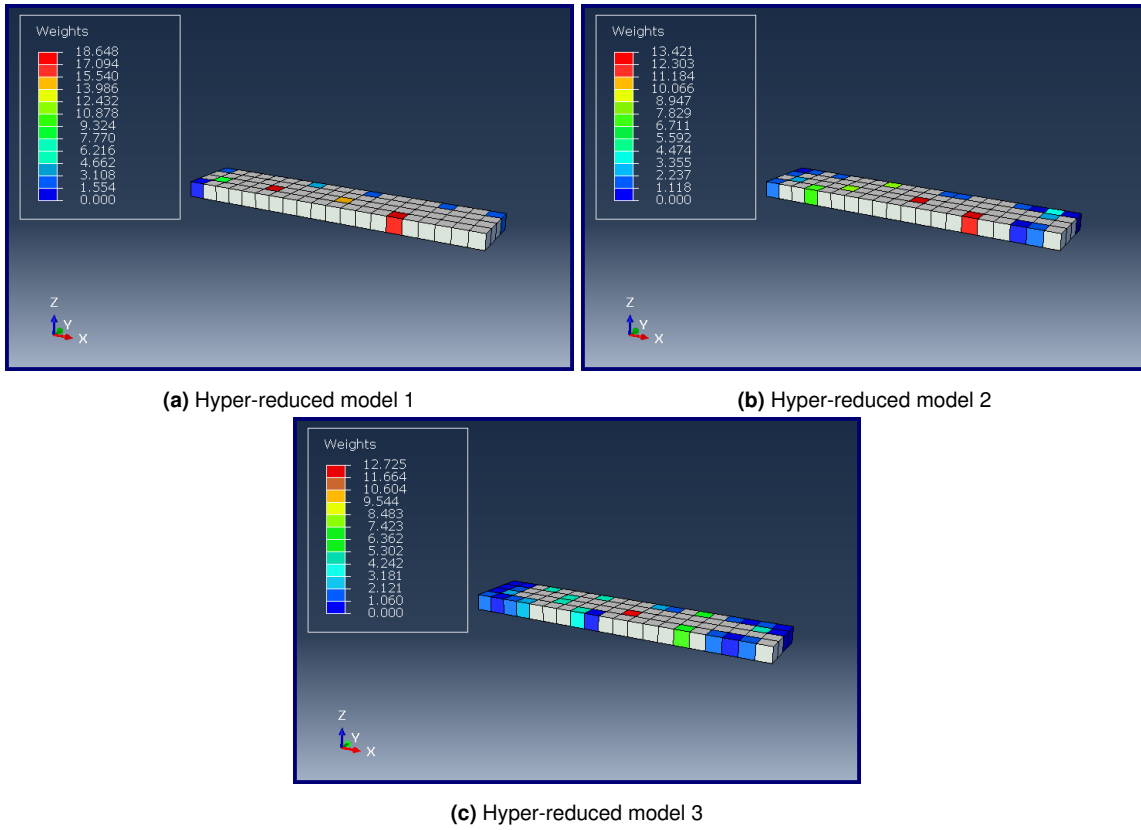 Weights
18.648
17.094
15.540
13.986
12.432
10.878
9.324
7.770
6.216
4.662
3.108
1.554
0.000
Z
Y
X
(a) Hyper-reduced model 1
Weights
13.421
12.303
11.184
10.066
8.947
7.829
6.711
5.592
4.474
3.355
2.237
1.118
0.000
Z
Y
X
(b) Hyper-reduced model 2
Weights
12.725
11.664
10.604
9.544
8.483
7.423
6.362
5.302
4.242
3.181
2.121
1.060
0.000
Z
Y
X
(c) Hyper-reduced model 3